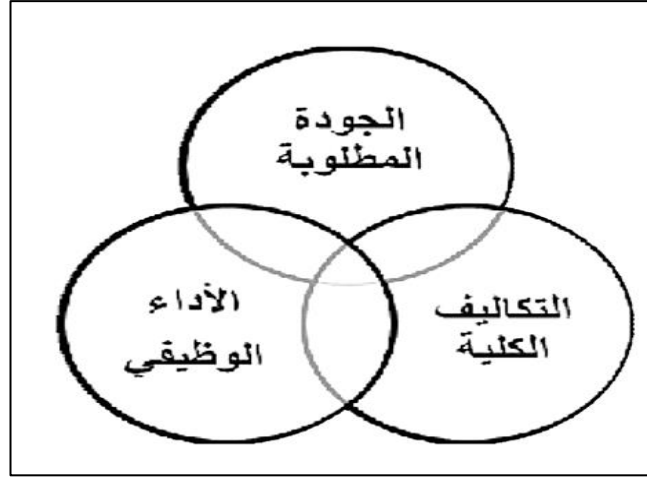 الجودة
المطلوبة
الأداء
الوظيفي
التكاليف
الكلية